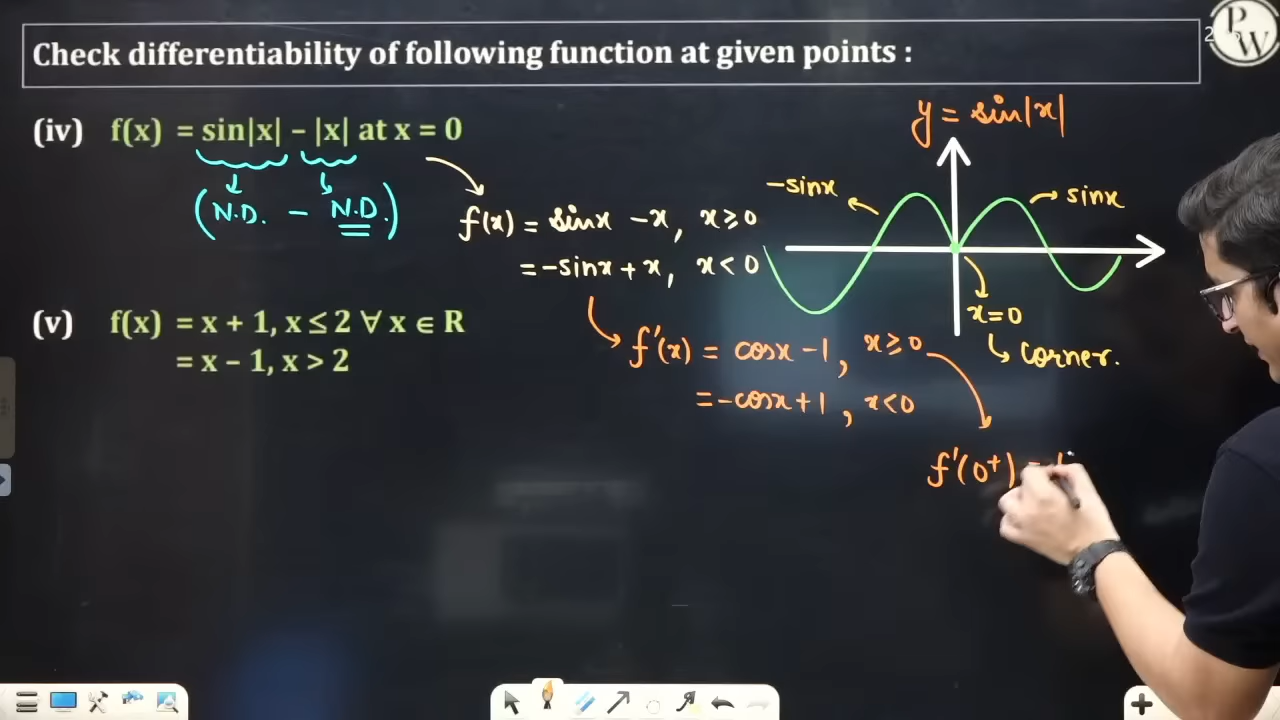 Check differentiability of following function at given points :
PW
2
(iv) f(x) = sin|x| – |x| at x = 0
(N.D. – N.D.)
f(x) = sinx – x, x ≥ 0
= –sinx + x, x < 0
y = sin|x|
–sinx
sinx
x=0
corner.
(v) f(x) = x + 1, x ≤ 2 ∀ x ∈ R
= x – 1, x > 2
f'(x) = cosx – 1, x ≥ 0
= –cosx + 1, x < 0
f'(0⁺) =